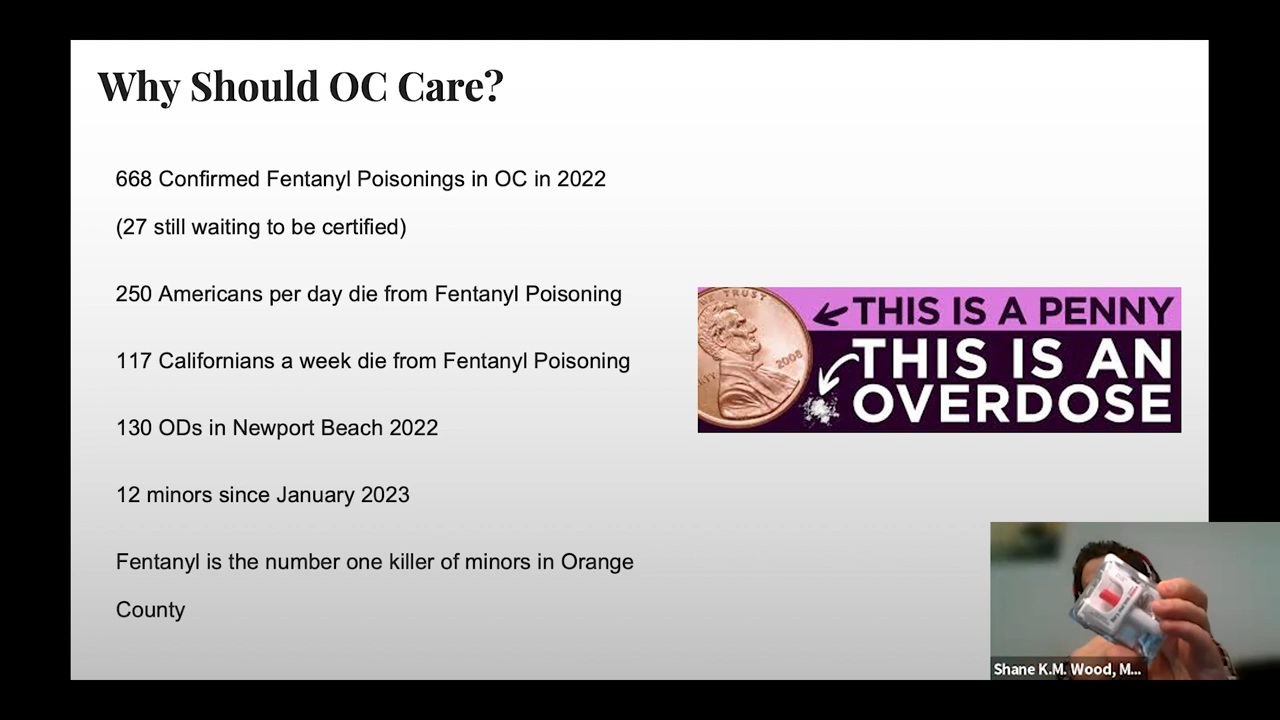 Why Should OC Care?
668 Confirmed Fentanyl Poisonings in OC in 2022
(27 still waiting to be certified)
250 Americans per day die from Fentanyl Poisoning
117 Californians a week die from Fentanyl Poisoning
130 ODs in Newport Beach 2022
12 minors since January 2023
Fentanyl is the number one killer of minors in Orange
County
WE TRUST
2008
THIS IS A PENNY
THIS IS AN
OVERDOSE
Shane K.M. Wood, M...